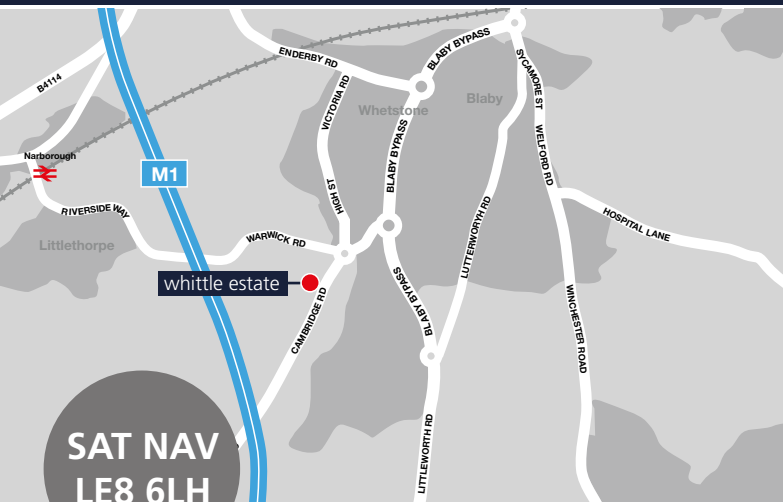 BLABY BYPASS
ENDERBY RD
SYCAMORE ST
B4114
VICTORIA RD
Whetstone
Blaby
BLABY BYPASS
WELFORD RD
Narborough
M1
HIGH ST
RIVERSIDE WAY
HOSPITAL LANE
LUTTERWORYH RD
WARWICK RD
Littlethorpe
whittle estate
BLABY BYPASS
CAMBRIDGE RD
WINCHESTER ROAD
LITTLEWORTH RD
SAT NAV
LE8 6LH